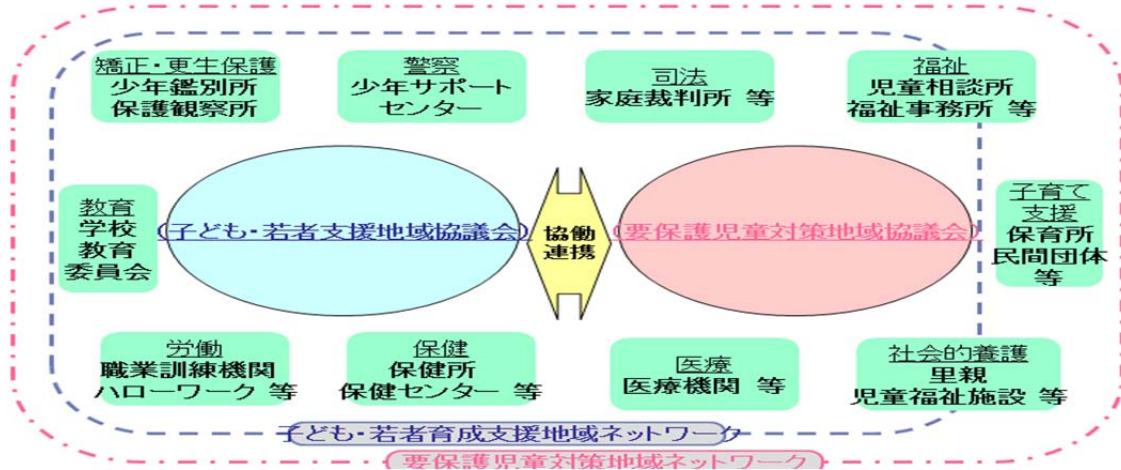 矯正・更生保護
少年鑑別所
保護観察所
警察
少年サポート
センター
司法
家庭裁判所 等
福祉
児童相談所
福祉事務所 等
教育
学校
教育
委員会
子ども・若者支援地域協議会
協働
連携
要保護児童対策地域協議会
子育て
支援
保育所
民間団体
等
労働
職業訓練機関
ハローワーク 等
保健
保健所
保健センター 等
医療
医療機関 等
社会的養護
里親
児童福祉施設 等
子ども・若者育成支援地域ネットワーク
要保護児童対策地域ネットワーク